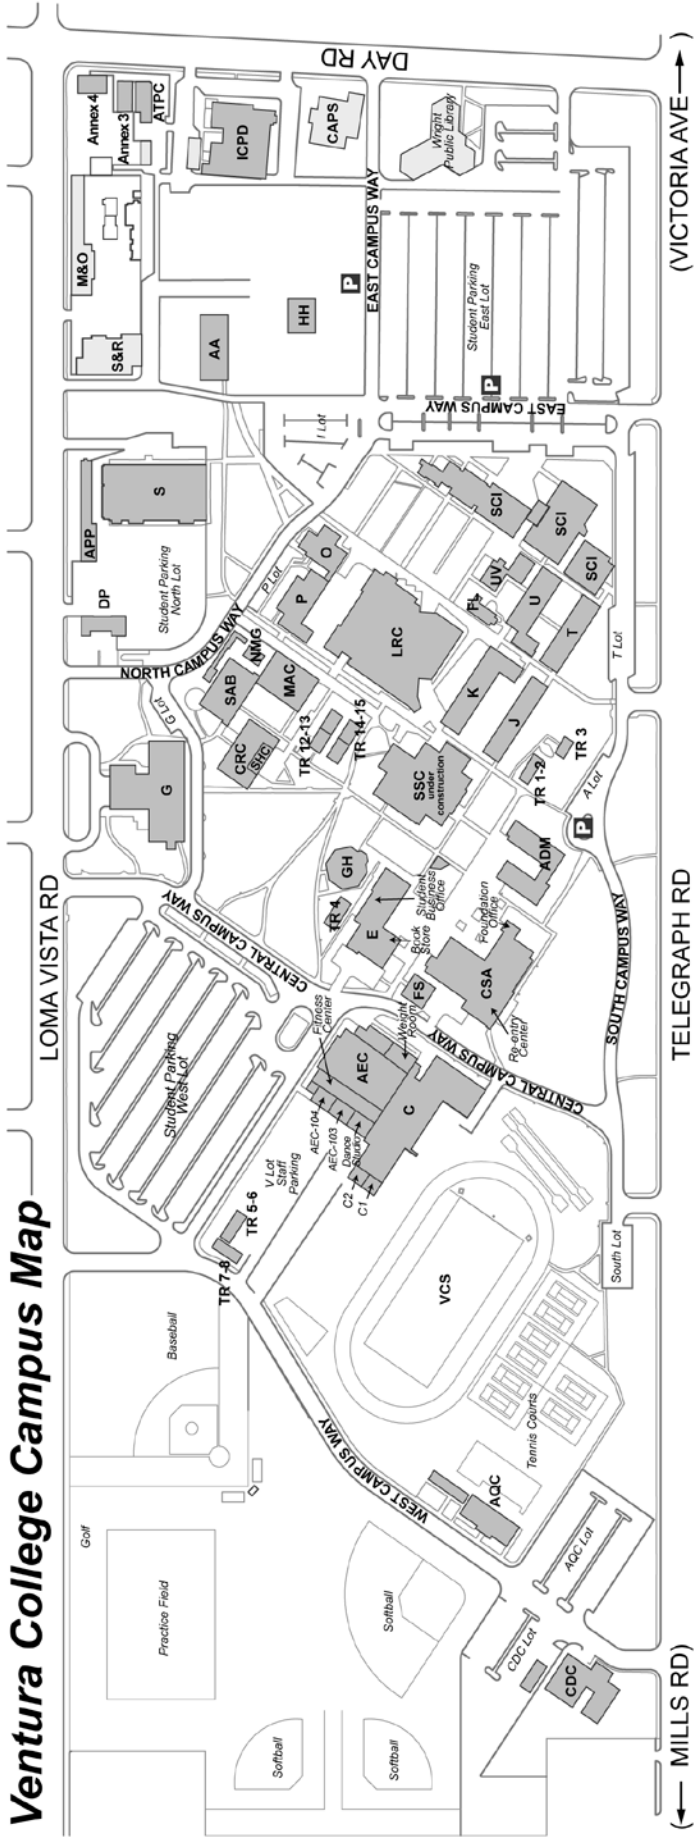 Ventura College Campus Map
LOMA VISTA RD
DAY RD
TELEGRAPH RD
(VICTORIA AVE
)
(
MILLS RD)
Golf
Baseball
Practice Field
Softball
Softball
Softball
Student Parking
West Lot
TR 7-8
TR 5-6
V Lot
Staff
Parking
WEST CAMPUS WAY
VCS
Tennis Courts
AQC
AQC Lot
CDC Lot
CDC
South Lot
CENTRAL CAMPUS WAY
CENTRAL CAMPUS WAY
CENTRAL CAMPUS WAY
SOUTH CAMPUS WAY
AEC-104
AEC-103
Dance
Studio
C2
C1
Fitness
Center
AEC
Weight
Room
C
G
G Lot
TR 4
GH
E
Book
Store
Student
Business
Office
FS
CSA
Foundation
Office
Re-entry
Center
ADM
A Lot
P
TR 1-2
TR 3
NORTH CAMPUS WAY
DP
APP
Student Parking
North Lot
S
SAB
NMG
MAC
CRC
SHC
TR 12-13
TR 14-15
SSC
under
construction
P Lot
P
O
LRC
K
J
FL
UV
U
T
T Lot
SCI
SCI
SCI
I Lot
S&R
M&O
Annex 4
Annex 3
ATPC
ICPD
CAPS
AA
HH
P
EAST CAMPUS WAY
EAST CAMPUS WAY
Wright
Public Library
Student Parking
East Lot
P